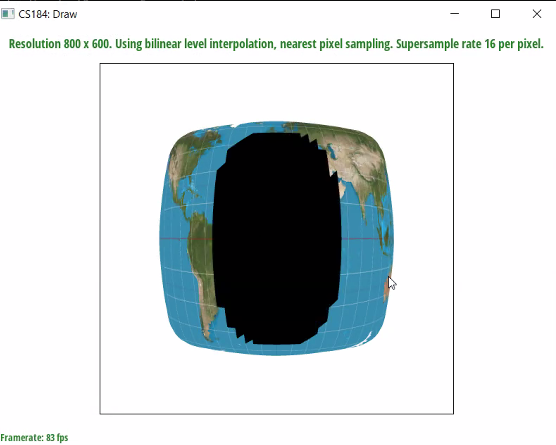 CS184: Draw
Resolution 800 x 600. Using bilinear level interpolation, nearest pixel sampling. Supersample rate 16 per pixel.
Framerate: 83 fps